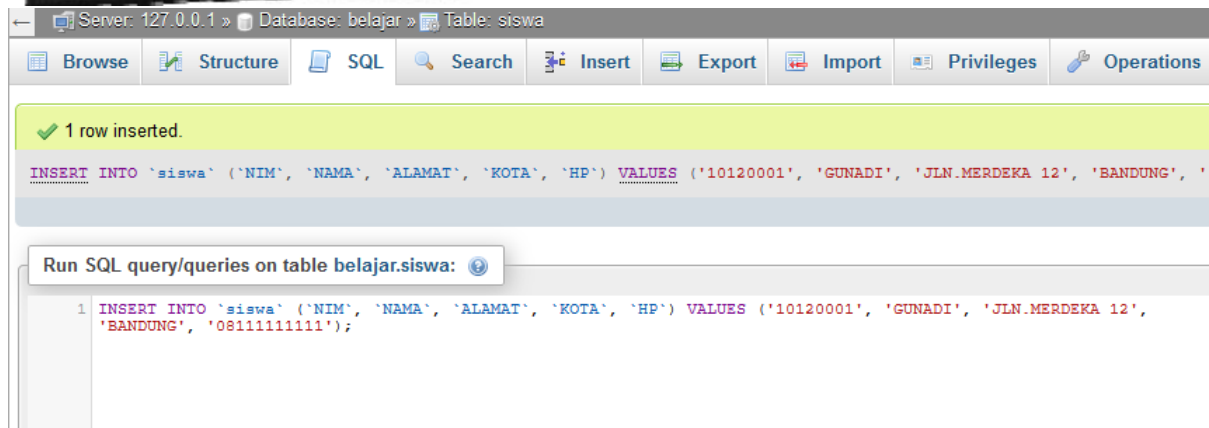 Server: 127.0.0.1 » Database: belajar » Table: siswa
Browse Structure SQL Search Insert Export Import Privileges Operations
1 row inserted.
INSERT INTO `siswa` (`NIM`, `NAMA`, `ALAMAT`, `KOTA`, `HP`) VALUES ('10120001', 'GUNADI', 'JLN.MERDEKA 12', 'BANDUNG', '
Run SQL query/queries on table belajar.siswa:
1 INSERT INTO `siswa` (`NIM`, `NAMA`, `ALAMAT`, `KOTA`, `HP`) VALUES ('10120001', 'GUNADI', 'JLN.MERDEKA 12',
'BANDUNG', '08111111111');